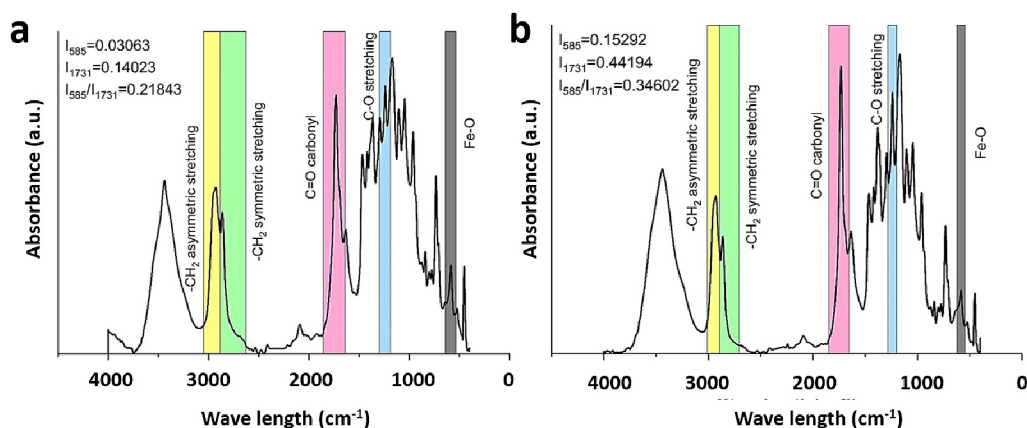 a
I₅₈₅=0.03063
I₁₇₃₁=0.14023
I₅₈₅/I₁₇₃₁=0.21843
-CH₂ asymmetric stretching
-CH₂ symmetric stretching
C=O carbonyl
C-O stretching
Fe-O
Absorbance (a.u.)
4000 3000 2000 1000 0
Wave length (cm⁻¹)
b
I₅₈₅=0.15292
I₁₇₃₁=0.44194
I₅₈₅/I₁₇₃₁=0.34602
-CH₂ asymmetric stretching
-CH₂ symmetric stretching
C=O carbonyl
C-O stretching
Fe-O
Absorbance (a.u.)
4000 3000 2000 1000 0
Wave length (cm⁻¹)